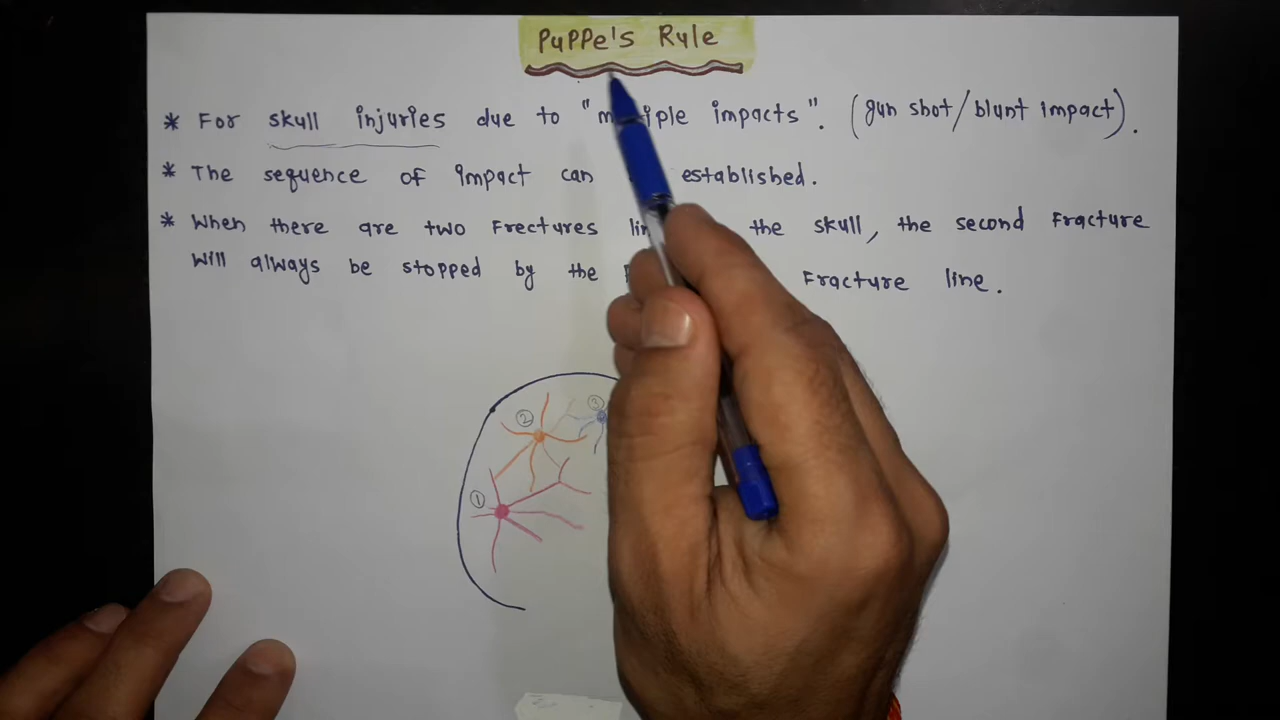 Puppe's Rule
* For skull injuries due to "multiple impacts". (gun shot/blunt impact).
* The sequence of impact can established.
* When there are two Frectures the skull, the second Fracture
will always be stopped by the Fracture line.
② ③
①